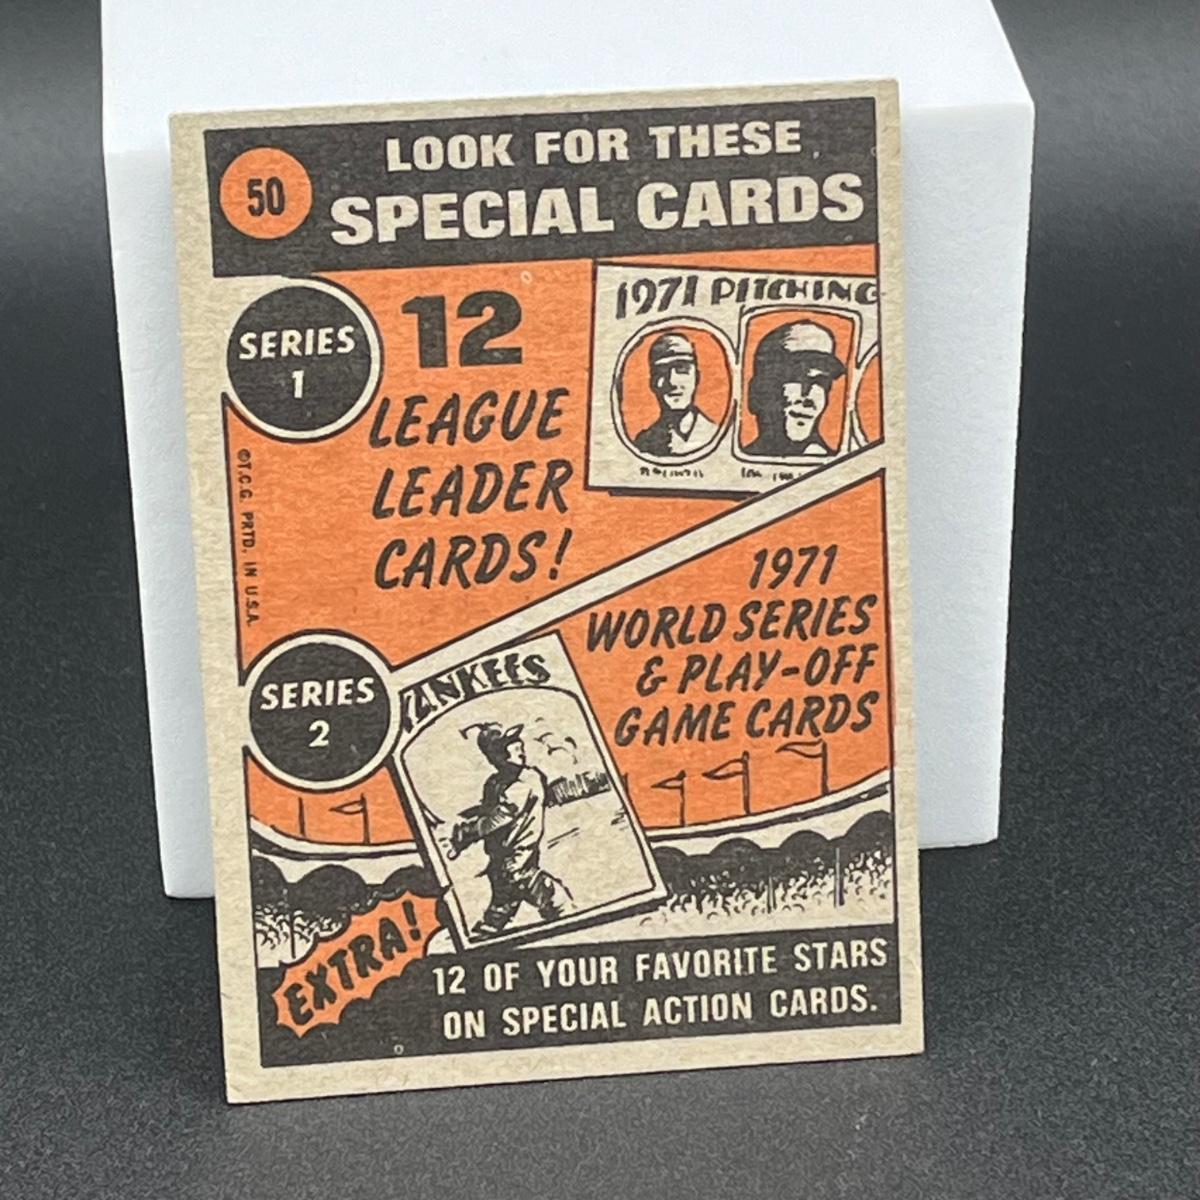 LOOK FOR THESE
SPECIAL CARDS
50
SERIES
1
12
LEAGUE
LEADER
CARDS!
1971 PITCHING
©T.C.G. PRTD. IN U.S.A.
1971
WORLD SERIES
& PLAY-OFF
GAME CARDS
SERIES
2
YANKEES
EXTRA!
12 OF YOUR FAVORITE STARS
ON SPECIAL ACTION CARDS.